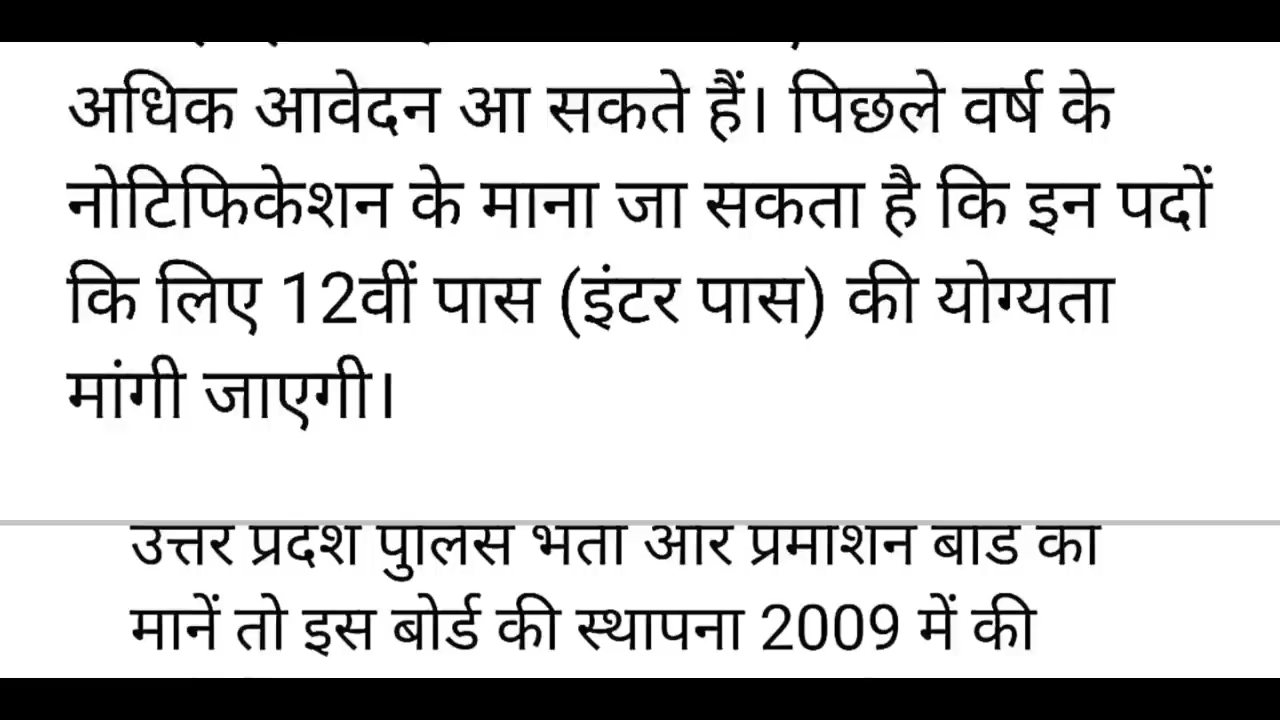 अधिक आवेदन आ सकते हैं। पिछले वर्ष के
नोटिफिकेशन के माना जा सकता है कि इन पदों
कि लिए 12वीं पास (इंटर पास) की योग्यता
मांगी जाएगी।
उत्तर प्रदेश पुलिस भर्ती और प्रमोशन बोर्ड की
मानें तो इस बोर्ड की स्थापना 2009 में की